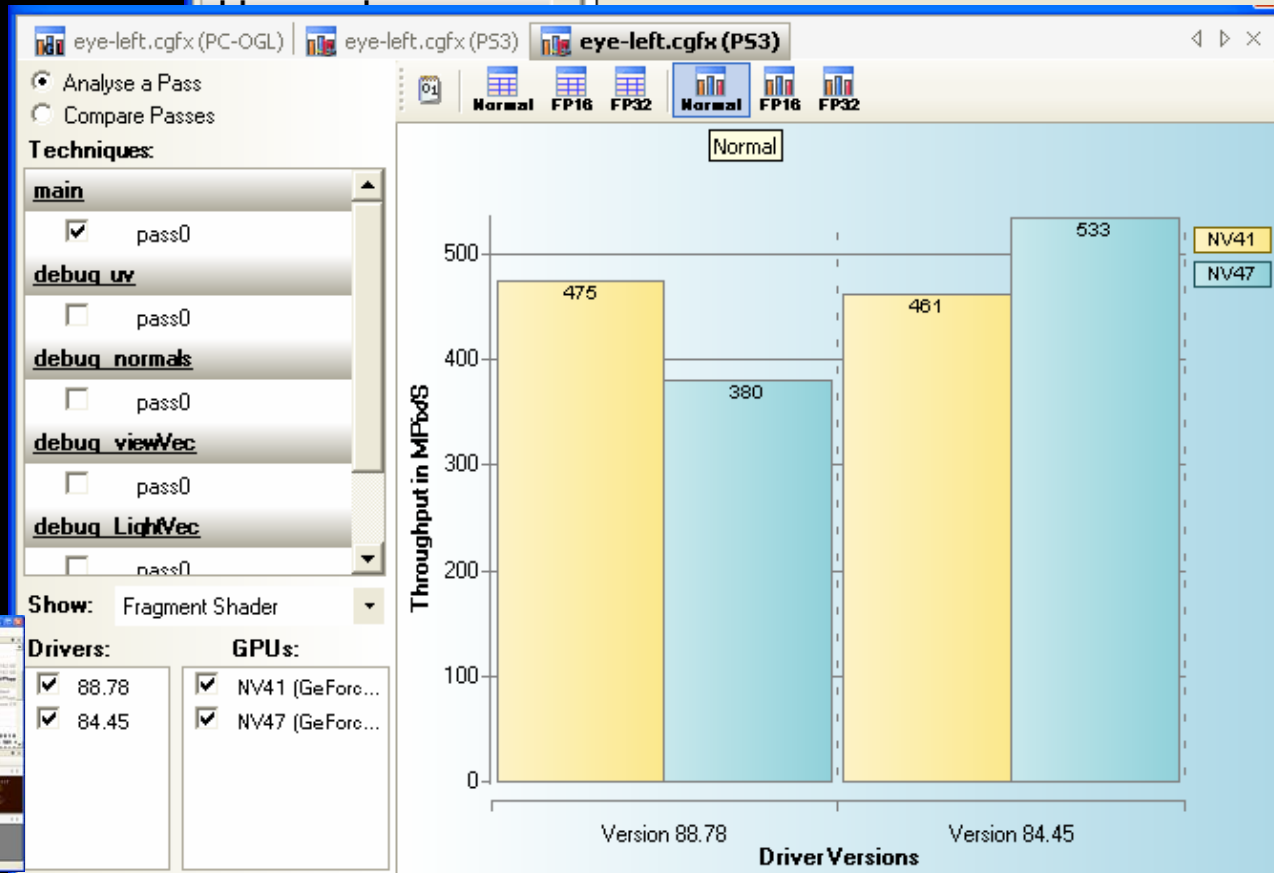 eye-left.cgfx (PC-OGL) eye-left.cgfx (PS3) eye-left.cgfx (PS3)
Analyse a Pass
Compare Passes
Techniques:
main
pass0
debug_uv
pass0
debug_normals
pass0
debug_viewVec
pass0
debug_LightVec
pass0
Show: Fragment Shader
Drivers:
88.78
84.45
GPUs:
NV41 (GeForc...
NV47 (GeForc...
01 Normal FP16 FP32 Normal FP16 FP32
Normal
Throughput in MPix/S
500
400
300
200
100
0
475
380
461
533
NV41
NV47
Version 88.78 Version 84.45
Driver Versions